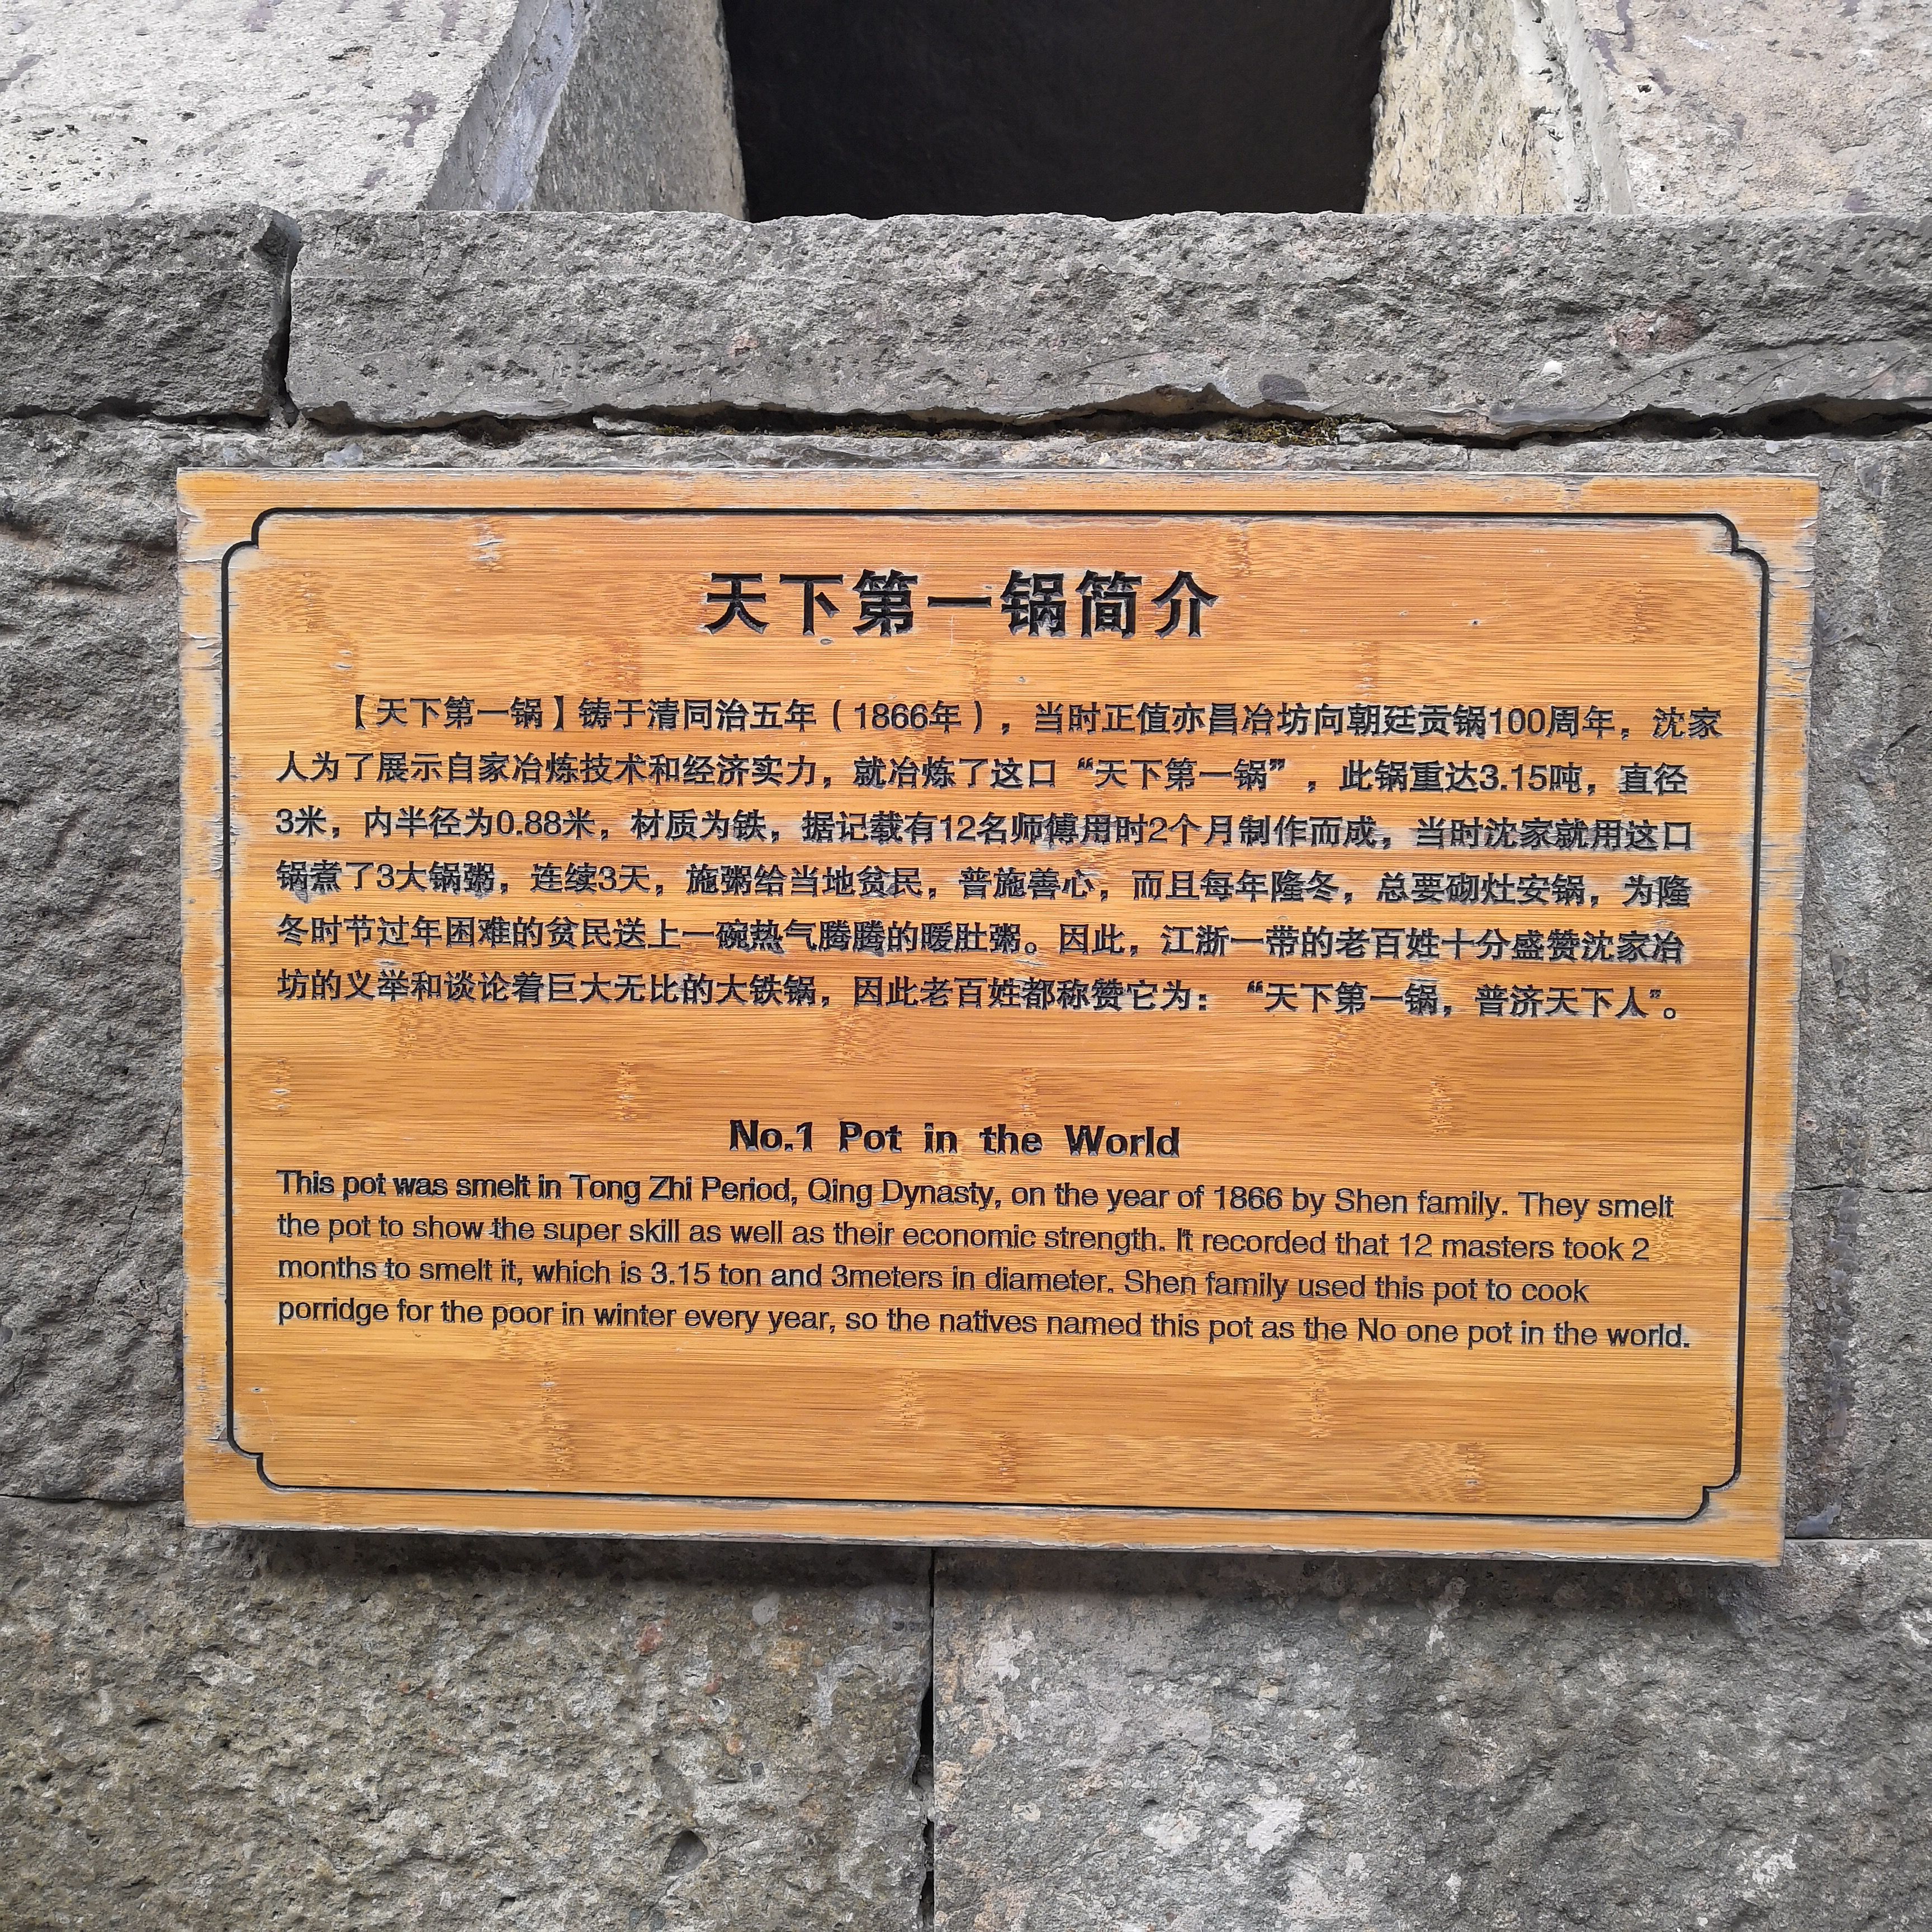 天下第一锅简介
【天下第一锅】铸于清同治五年（1866年），当时正值亦昌冶坊向朝廷贡锅100周年，沈家
人为了展示自家冶炼技术和经济实力，就冶炼了这口“天下第一锅”，此锅重达3.15吨，直径
3米，内半径为0.88米，材质为铁，据记载有12名师傅用时2个月制作而成，当时沈家就用这口
锅煮了3大锅粥，连续3天，施粥给当地贫民，普施善心，而且每年隆冬，总要砌灶安锅，为隆
冬时节过年困难的贫民送上一碗热气腾腾的暖肚粥。因此，江浙一带的老百姓十分盛赞沈家冶
坊的义举和谈论着巨大无比的大铁锅，因此老百姓都称赞它为：“天下第一锅，普济天下人”。
No.1 Pot in the World
This pot was smelt in Tong Zhi Period, Qing Dynasty, on the year of 1866 by Shen family. They smelt
the pot to show the super skill as well as their economic strength. It recorded that 12 masters took 2
months to smelt it, which is 3.15 ton and 3meters in diameter. Shen family used this pot to cook
porridge for the poor in winter every year, so the natives named this pot as the No one pot in the world.